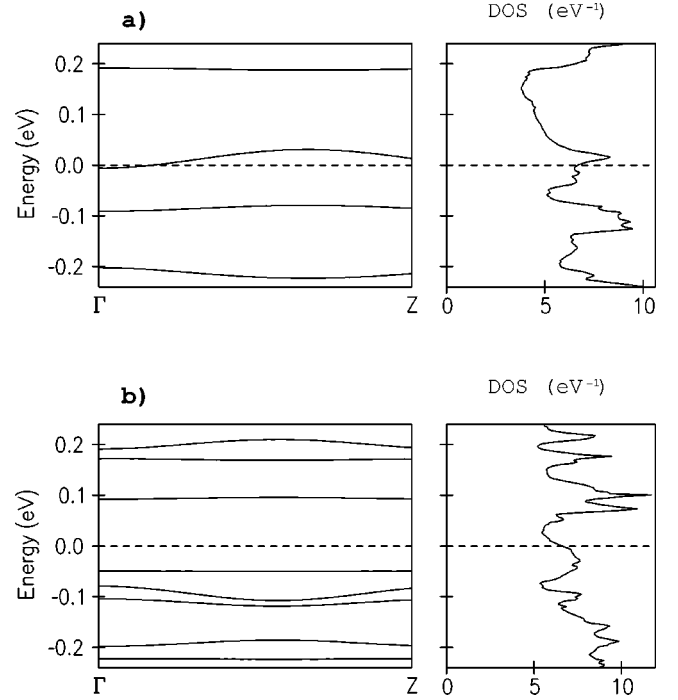 a)
DOS (eV⁻¹)
0.2
0.1
0.0
-0.1
-0.2
Energy (eV)
Γ Z
0 5 10
b)
DOS (eV⁻¹)
0.2
0.1
0.0
-0.1
-0.2
Energy (eV)
Γ Z
0 5 10